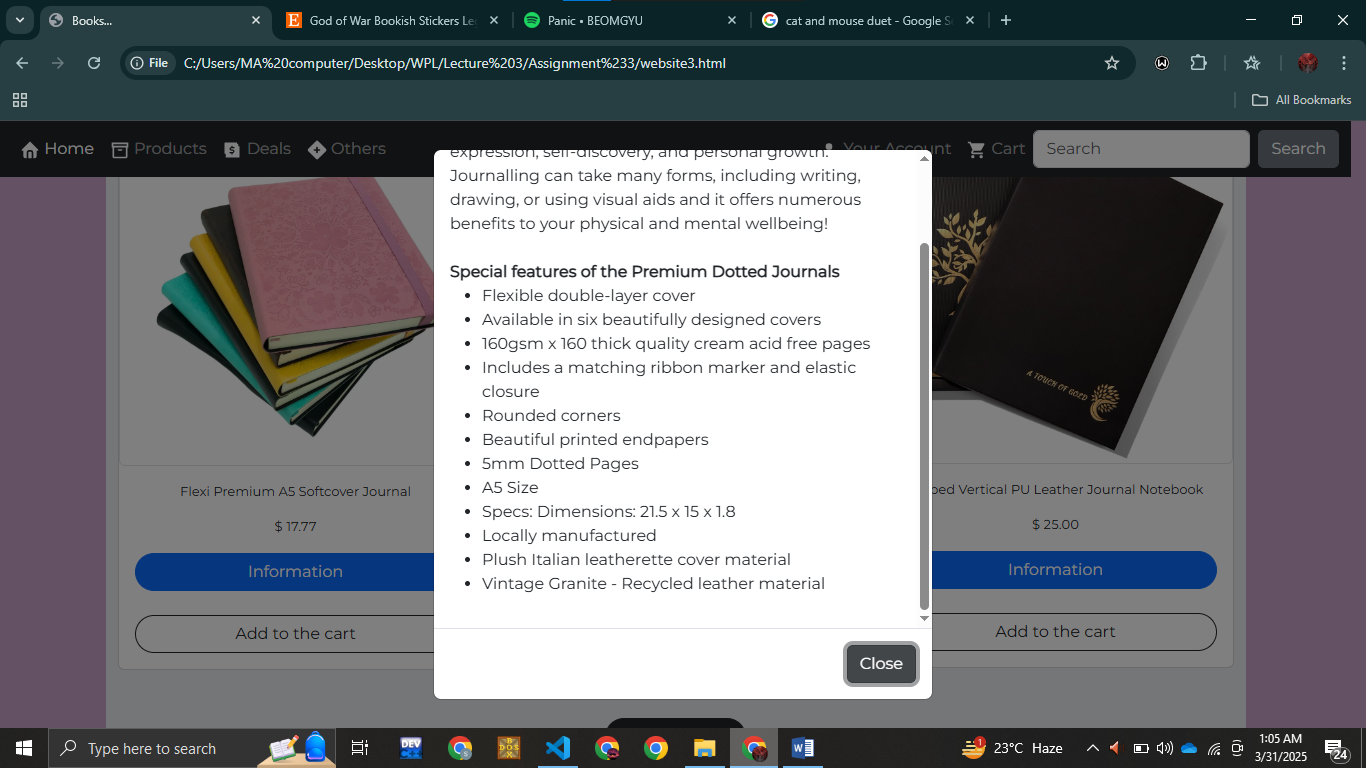 Books...
God of War Bookish Stickers Le
Panic • BEOMGYU
cat and mouse duet - Google S
File
C:/Users/MA%20computer/Desktop/WPL/Lecture%203/Assignment%233/website3.html
All Bookmarks
Home
Products
Deals
Others
Your Account
Cart
Search
Search
expression, self-discovery, and personal growth.
Journalling can take many forms, including writing,
drawing, or using visual aids and it offers numerous
benefits to your physical and mental wellbeing!
Special features of the Premium Dotted Journals
• Flexible double-layer cover
• Available in six beautifully designed covers
• 160gsm x 160 thick quality cream acid free pages
• Includes a matching ribbon marker and elastic
closure
• Rounded corners
• Beautiful printed endpapers
• 5mm Dotted Pages
• A5 Size
• Specs: Dimensions: 21.5 x 15 x 1.8
• Locally manufactured
• Plush Italian leatherette cover material
• Vintage Granite - Recycled leather material
Close
Flexi Premium A5 Softcover Journal
$ 17.77
Information
Add to the cart
A TOUCH OF GOLD
Vertical PU Leather Journal Notebook
$ 25.00
Information
Add to the cart
Type here to search
DEV
DOS
23°C Haze
1:05 AM
3/31/2025
24